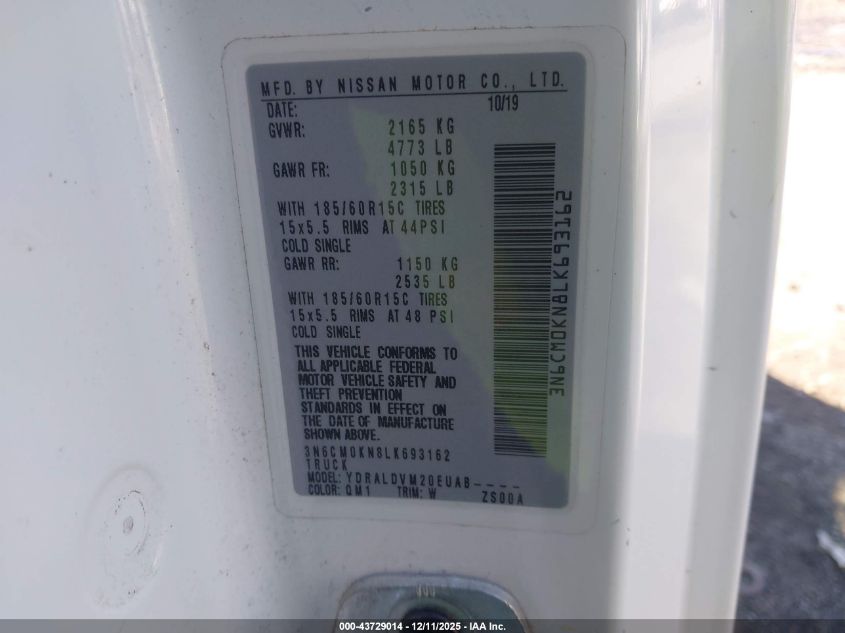 MFD. BY NISSAN MOTOR CO., LTD.
DATE: 10/19
GVWR: 2165 KG
4773 LB
GAWR FR: 1050 KG
2315 LB
WITH 185/60R15C TIRES
15x5.5 RIMS AT 44PSI
COLD SINGLE
GAWR RR: 1150 KG
2535 LB
WITH 185/60R15C TIRES
15x5.5 RIMS AT 48 PSI
COLD SINGLE
THIS VEHICLE CONFORMS TO
ALL APPLICABLE FEDERAL
MOTOR VEHICLE SAFETY AND
THEFT PREVENTION
STANDARDS IN EFFECT ON
THE DATE OF MANUFACTURE
SHOWN ABOVE.
3N6CM0KN8LK693162
TRUCK
MODEL: YDRALDVM20EUAB----
COLOR: QM1 TRIM: W ZS00A
3N6CM0KN8LK693162
000-43729014 - 12/11/2025 - IAA Inc.